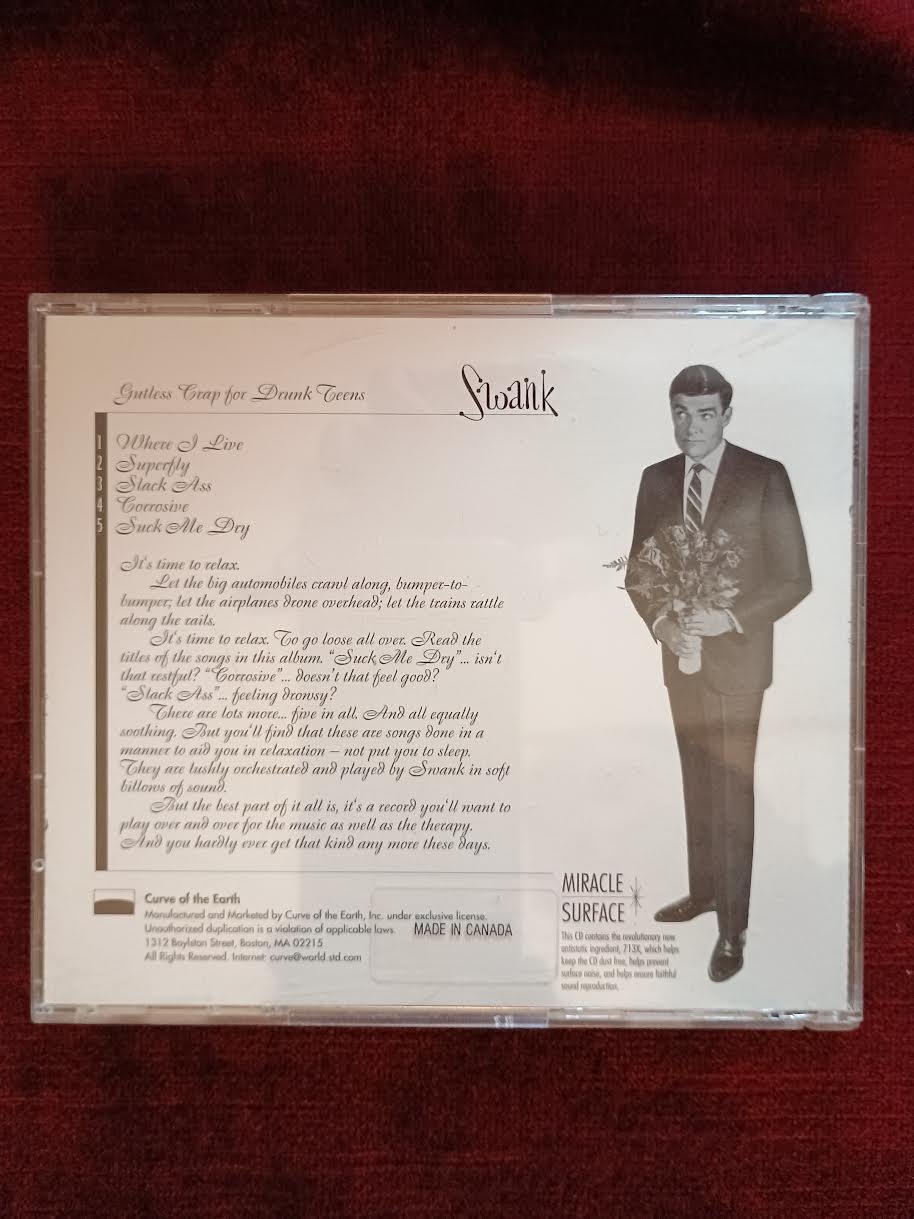 Gutless Crap for Drunk Teens
Swank
1 Where I Live
2 Superfly
3 Slack Ass
4 Corrosive
5 Suck Me Dry
It's time to relax.
Let the big automobiles crawl along, bumper-to-
bumper; let the airplanes drone overhead; let the trains rattle
along the rails.
It's time to relax. To go loose all over. Read the
titles of the songs in this album. "Suck Me Dry"... isn't
that restful? "Corrosive"... doesn't that feel good?
"Slack Ass"... feeling drowsy?
There are lots more... five in all. And all equally
soothing. But you'll find that these are songs done in a
manner to aid you in relaxation – not put you to sleep.
They are lushly orchestrated and played by Swank in soft
billows of sound.
But the best part of it all is, it's a record you'll want to
play over and over for the music as well as the therapy.
And you hardly ever get that kind any more these days.
Curve of the Earth
Manufactured and Marketed by Curve of the Earth, Inc. under exclusive license.
Unauthorized duplication is a violation of applicable laws.
1312 Boylston Street, Boston, MA 02215
All Rights Reserved. Internet: curve@world.std.com
MADE IN CANADA
MIRACLE
SURFACE
This CD contains the revolutionary new
antistatic ingredient, 713X, which helps
keep the CD dust free, helps prevent
surface noise, and helps ensure faithful
sound reproduction.